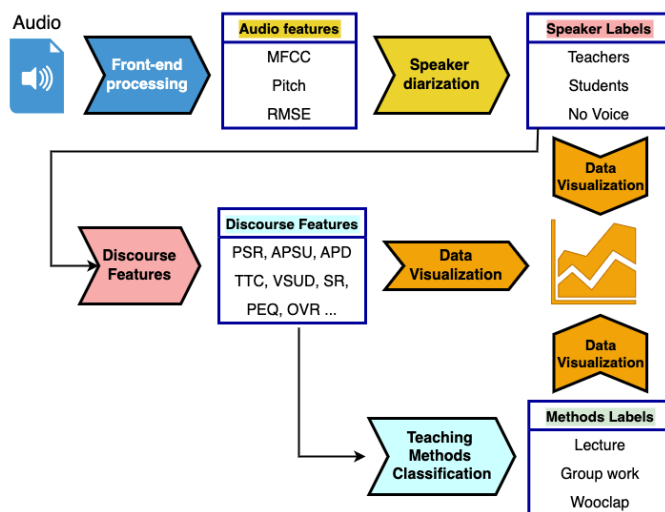 Audio
Front-end
processing
Audio features
MFCC
Pitch
RMSE
Speaker
diarization
Speaker Labels
Teachers
Students
No Voice
Data
Visualization
Discourse
Features
Discourse Features
PSR, APSU, APD
TTC, VSUD, SR,
PEQ, OVR ...
Data
Visualization
Data
Visualization
Teaching
Methods
Classification
Methods Labels
Lecture
Group work
Wooclap